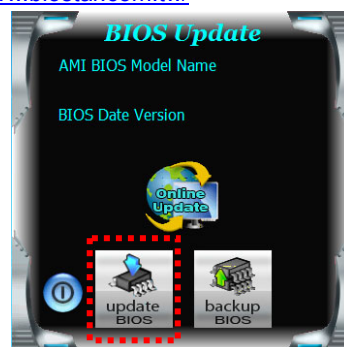 BIOS Update
AMI BIOS Model Name
BIOS Date Version
Online
Update
update
BIOS
backup
BIOS